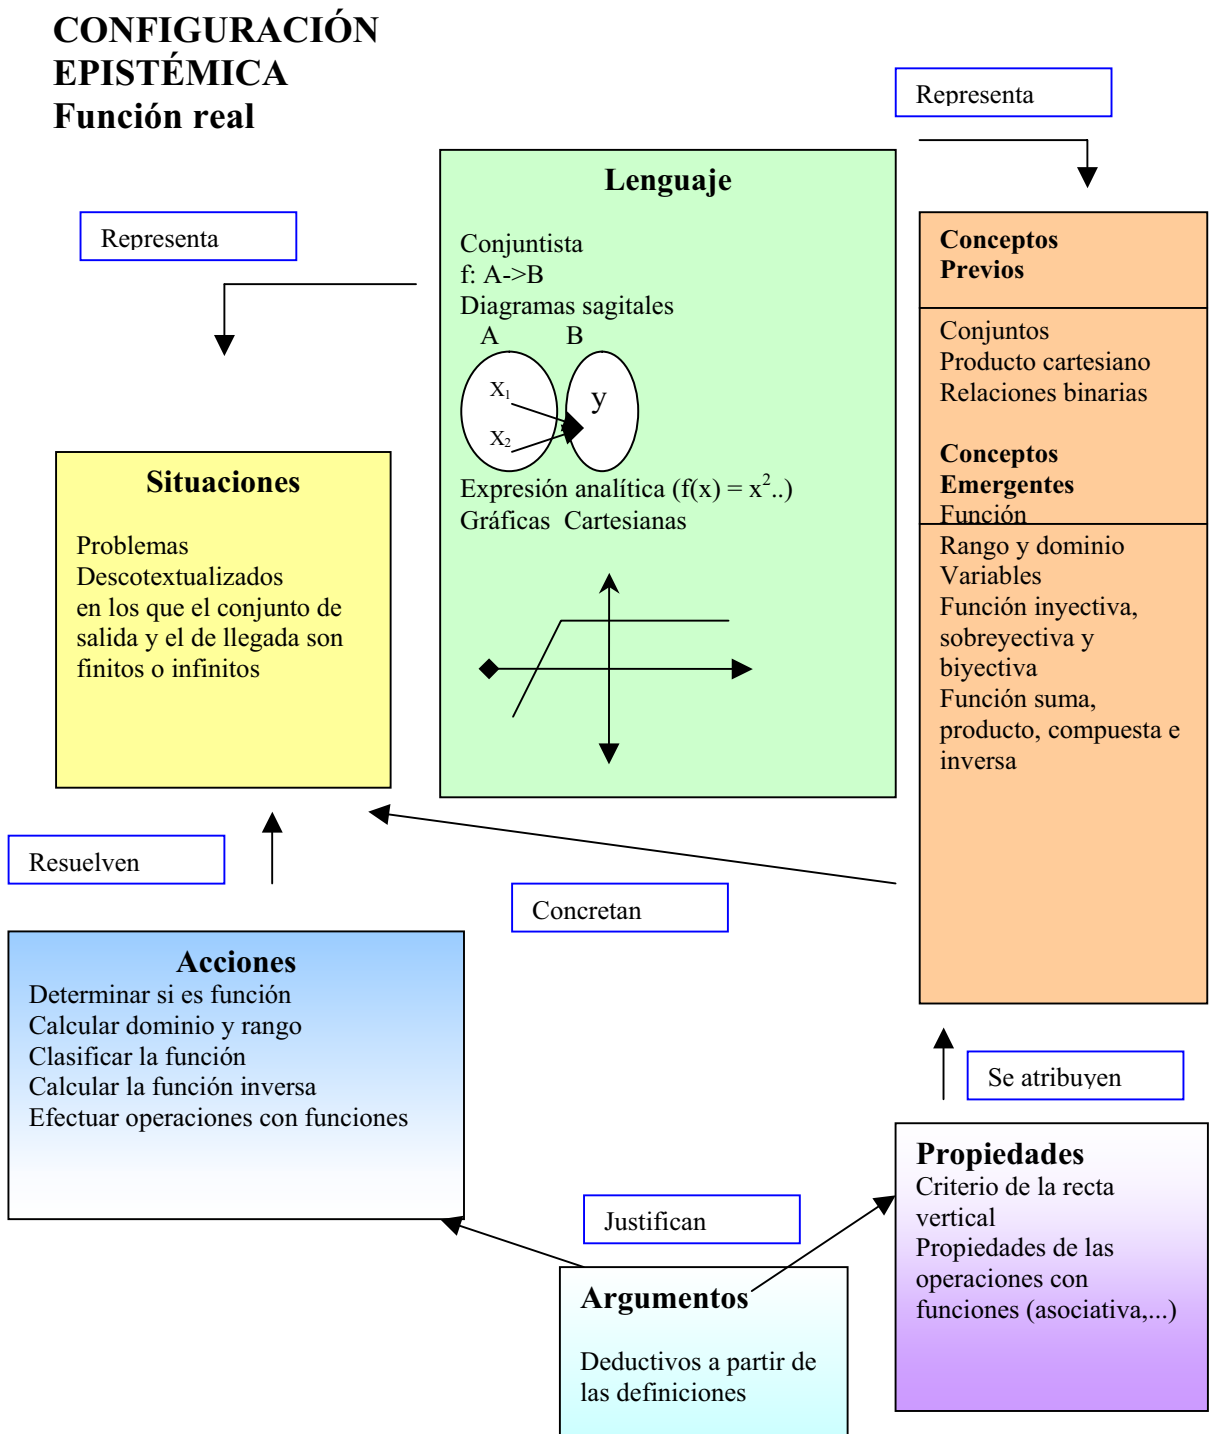 CONFIGURACIÓN
EPISTÉMICA
Función real
Representa
Representa
Lenguaje
Conjuntista
f: A->B
Diagramas sagitales
A B
X₁
X₂
y
Expresión analítica (f(x) = x²..)
Gráficas Cartesianas
Conceptos
Previos
Conjuntos
Producto cartesiano
Relaciones binarias
Conceptos
Emergentes
Función
Rango y dominio
Variables
Función inyectiva,
sobreyectiva y
biyectiva
Función suma,
producto, compuesta e
inversa
Situaciones
Problemas
Descotextualizados
en los que el conjunto de
salida y el de llegada son
finitos o infinitos
Resuelven
Concretan
Acciones
Determinar si es función
Calcular dominio y rango
Clasificar la función
Calcular la función inversa
Efectuar operaciones con funciones
Se atribuyen
Propiedades
Criterio de la recta
vertical
Propiedades de las
operaciones con
funciones (asociativa,...)
Justifican
Argumentos
Deductivos a partir de
las definiciones